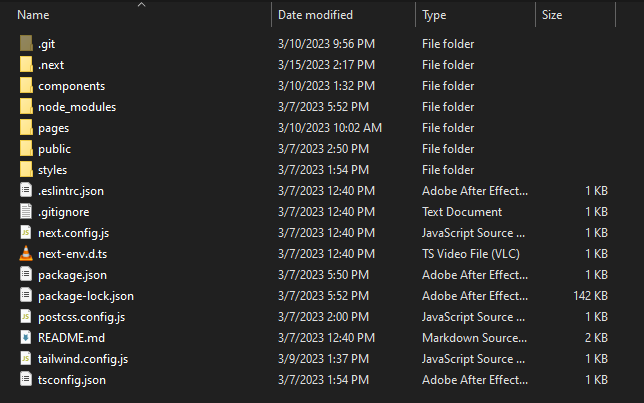 Name Date modified Type Size
.git 3/10/2023 9:56 PM File folder
.next 3/15/2023 2:17 PM File folder
components 3/10/2023 1:32 PM File folder
node_modules 3/7/2023 5:52 PM File folder
pages 3/10/2023 10:02 AM File folder
public 3/7/2023 2:50 PM File folder
styles 3/7/2023 1:54 PM File folder
.eslintrc.json 3/7/2023 12:40 PM Adobe After Effect... 1 KB
.gitignore 3/7/2023 12:40 PM Text Document 1 KB
next.config.js 3/7/2023 12:40 PM JavaScript Source ... 1 KB
next-env.d.ts 3/7/2023 12:40 PM TS Video File (VLC) 1 KB
package.json 3/7/2023 5:50 PM Adobe After Effect... 1 KB
package-lock.json 3/7/2023 5:52 PM Adobe After Effect... 142 KB
postcss.config.js 3/7/2023 2:00 PM JavaScript Source ... 1 KB
README.md 3/7/2023 12:40 PM Markdown Source... 2 KB
tailwind.config.js 3/9/2023 1:37 PM JavaScript Source ... 1 KB
tsconfig.json 3/7/2023 1:54 PM Adobe After Effect... 1 KB